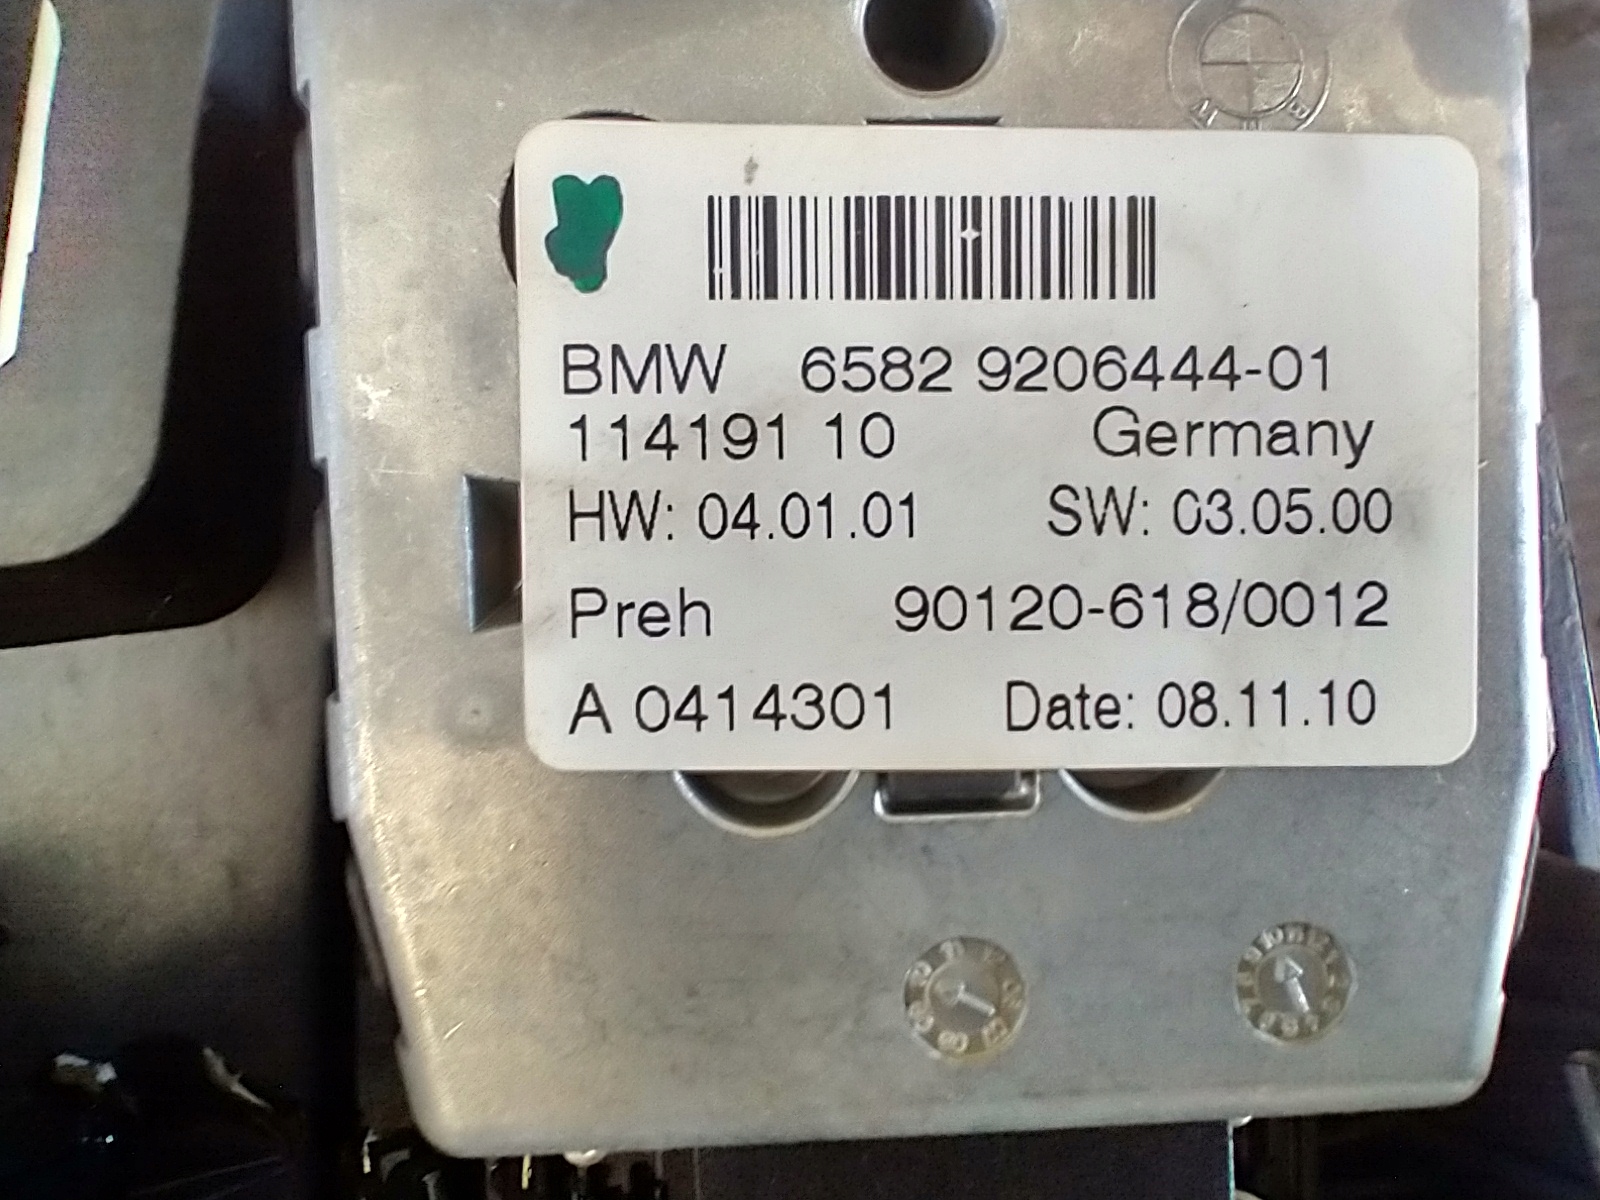 BMW 6582 9206444-01
114191 10 Germany
HW: 04.01.01 SW: 03.05.00
Preh 90120-618/0012
A 0414301 Date: 08.11.10